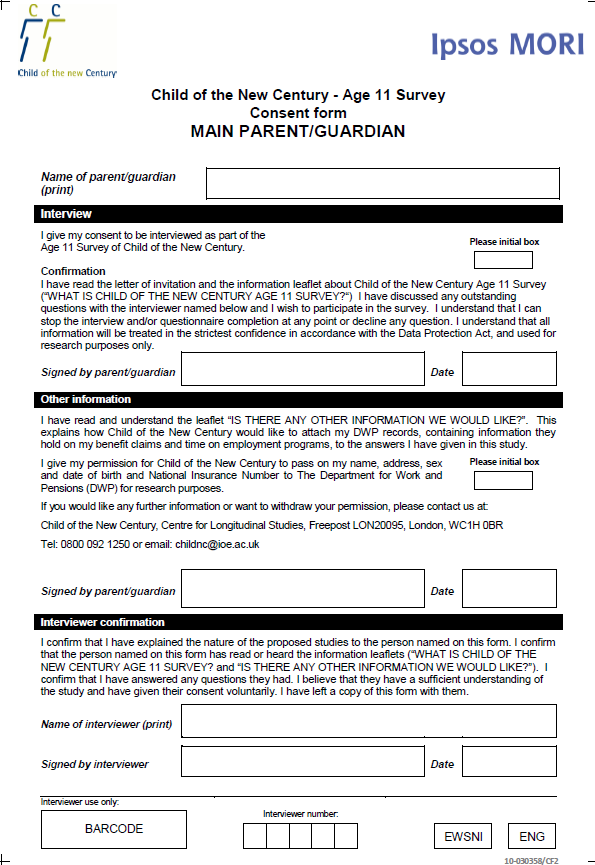 C C
Child of the new Century
Ipsos MORI
Child of the New Century - Age 11 Survey
Consent form
MAIN PARENT/GUARDIAN
Name of parent/guardian
(print)
Interview
I give my consent to be interviewed as part of the
Age 11 Survey of Child of the New Century.
Please initial box
Confirmation
I have read the letter of invitation and the information leaflet about Child of the New Century Age 11 Survey
("WHAT IS CHILD OF THE NEW CENTURY AGE 11 SURVEY?") I have discussed any outstanding
questions with the interviewer named below and I wish to participate in the survey. I understand that I can
stop the interview and/or questionnaire completion at any point or decline any question. I understand that all
information will be treated in the strictest confidence in accordance with the Data Protection Act, and used for
research purposes only.
Signed by parent/guardian
Date
Other information
I have read and understand the leaflet "IS THERE ANY OTHER INFORMATION WE WOULD LIKE?". This
explains how Child of the New Century would like to attach my DWP records, containing information they
hold on my benefit claims and time on employment programs, to the answers I have given in this study.
I give my permission for Child of the New Century to pass on my name, address, sex
and date of birth and National Insurance Number to The Department for Work and
Pensions (DWP) for research purposes.
Please initial box
If you would like any further information or want to withdraw your permission, please contact us at:
Child of the New Century, Centre for Longitudinal Studies, Freepost LON20095, London, WC1H 0BR
Tel: 0800 092 1250 or email: childnc@ioe.ac.uk
Signed by parent/guardian
Date
Interviewer confirmation
I confirm that I have explained the nature of the proposed studies to the person named on this form. I confirm
that the person named on this form has read or heard the information leaflets ("WHAT IS CHILD OF THE
NEW CENTURY AGE 11 SURVEY? and "IS THERE ANY OTHER INFORMATION WE WOULD LIKE?"). I
confirm that I have answered any questions they had. I believe that they have a sufficient understanding of
the study and have given their consent voluntarily. I have left a copy of this form with them.
Name of interviewer (print)
Signed by interviewer
Date
Interviewer use only:
BARCODE
Interviewer number:
EWSNI
ENG
10-030358/CF2